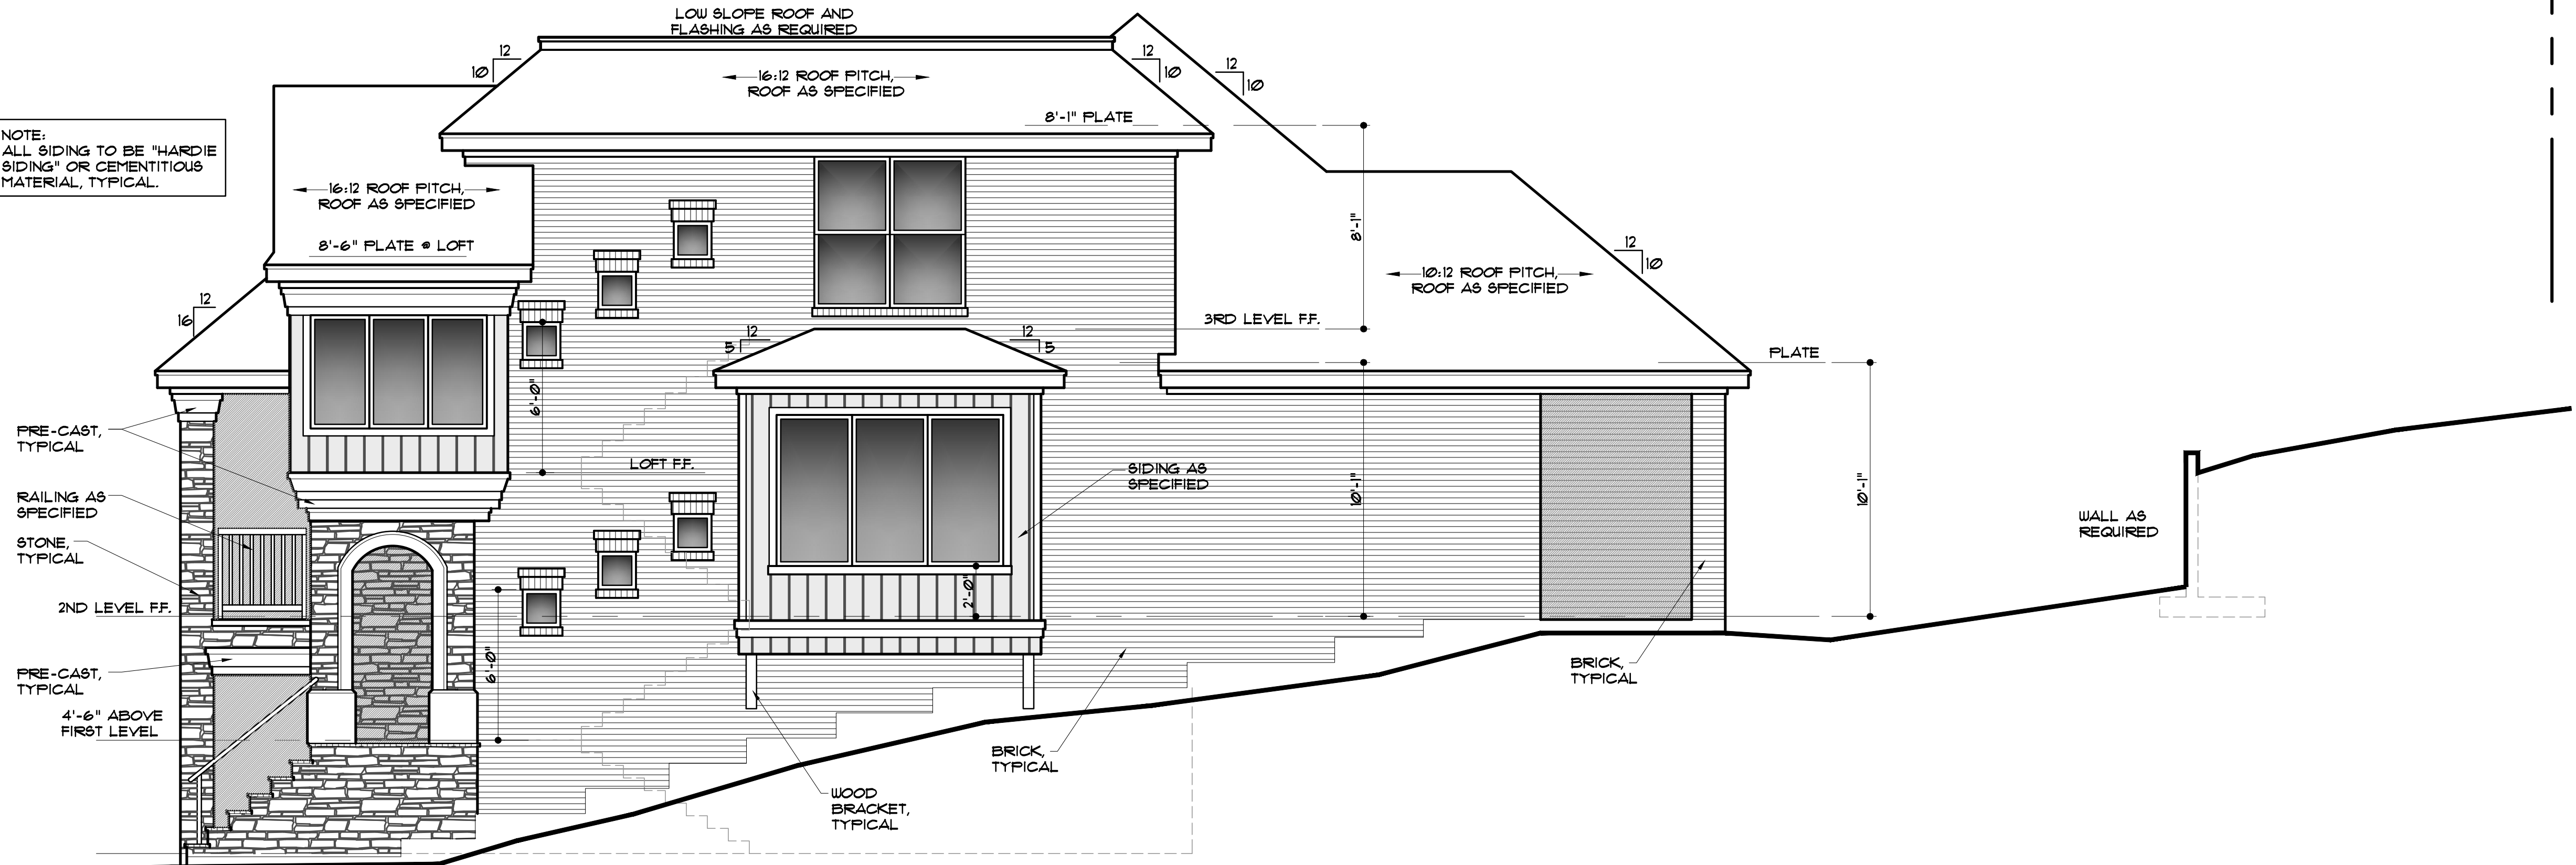 LOW SLOPE ROOF AND
FLASHING AS REQUIRED
12
10
12
10
12
10
16:12 ROOF PITCH,
ROOF AS SPECIFIED
8'-1" PLATE
NOTE:
ALL SIDING TO BE "HARDIE
SIDING" OR CEMENTITIOUS
MATERIAL, TYPICAL.
16:12 ROOF PITCH,
ROOF AS SPECIFIED
8'-6" PLATE @ LOFT
8'-1"
12
10
10:12 ROOF PITCH,
ROOF AS SPECIFIED
12
16
3RD LEVEL F.F.
12
5
12
5
PLATE
6'-0"
PRE-CAST,
TYPICAL
LOFT F.F.
SIDING AS
SPECIFIED
10'-1"
10'-1"
RAILING AS
SPECIFIED
STONE,
TYPICAL
WALL AS
REQUIRED
2'-0"
2ND LEVEL F.F.
6'-0"
PRE-CAST,
TYPICAL
BRICK,
TYPICAL
4'-6" ABOVE
FIRST LEVEL
BRICK,
TYPICAL
WOOD
BRACKET,
TYPICAL